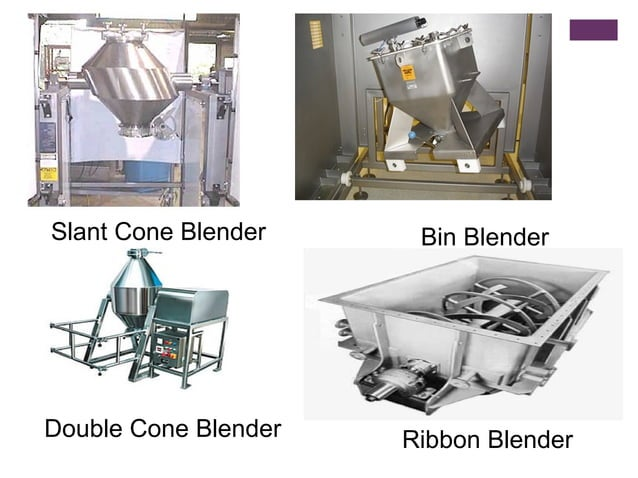 Slant Cone Blender
Bin Blender
Double Cone Blender
Ribbon Blender